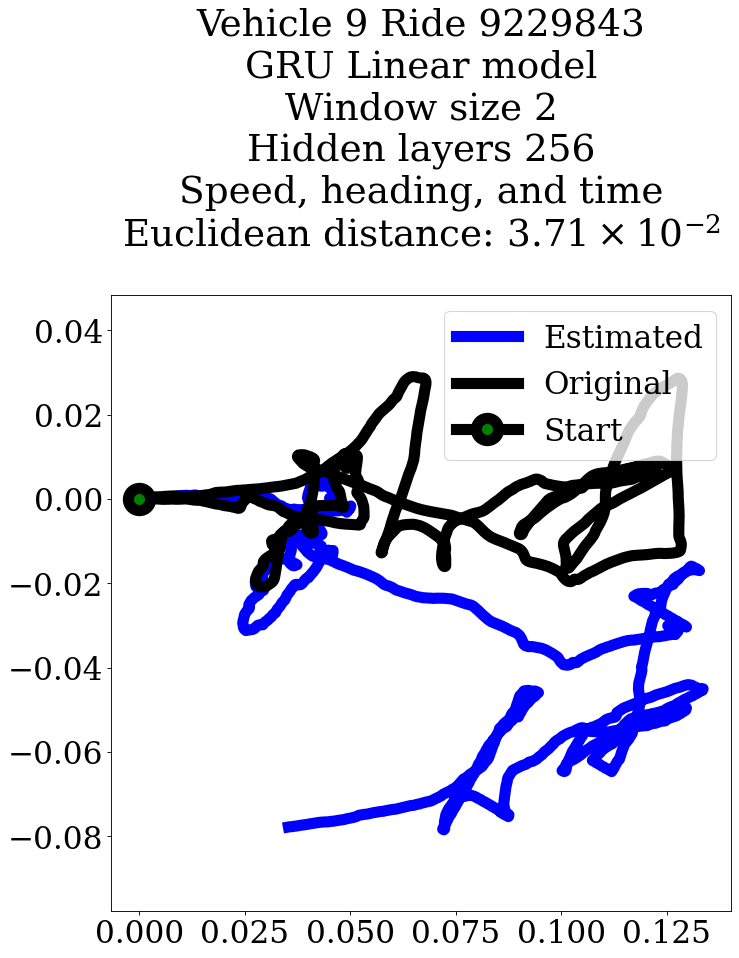 Vehicle 9 Ride 9229843
GRU Linear model
Window size 2
Hidden layers 256
Speed, heading, and time
Euclidean distance: 3.71 × 10⁻²
Estimated
Original
Start
0.04
0.02
0.00
−0.02
−0.04
−0.06
−0.08
0.000 0.025 0.050 0.075 0.100 0.125